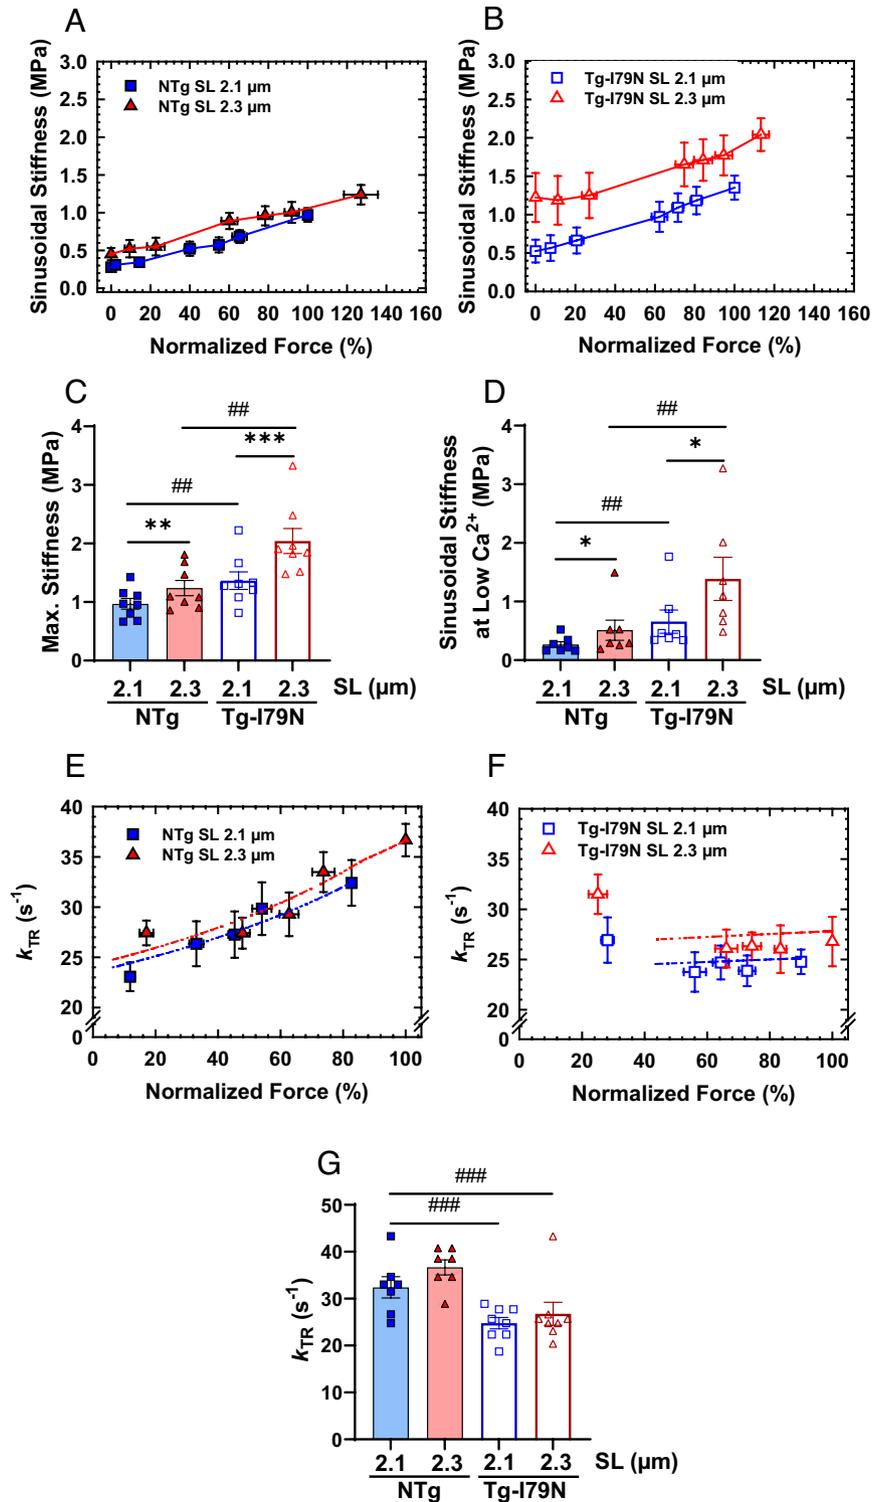 A
Sinusoidal Stiffness (MPa)
3.0
2.5
2.0
1.5
1.0
0.5
0.0
NTg SL 2.1 µm
NTg SL 2.3 µm
0 20 40 60 80 100 120 140 160
Normalized Force (%)
B
Sinusoidal Stiffness (MPa)
3.0
2.5
2.0
1.5
1.0
0.5
0.0
Tg-I79N SL 2.1 µm
Tg-I79N SL 2.3 µm
0 20 40 60 80 100 120 140 160
Normalized Force (%)
C
Max. Stiffness (MPa)
4
3
2
1
0
##
***
##
**
2.1 2.3 2.1 2.3 SL (µm)
NTg Tg-I79N
D
Sinusoidal Stiffness
at Low Ca²⁺ (MPa)
4
3
2
1
0
##
*
##
*
2.1 2.3 2.1 2.3 SL (µm)
NTg Tg-I79N
E
kTR (s⁻¹)
40
35
30
25
20
0
NTg SL 2.1 µm
NTg SL 2.3 µm
0 20 40 60 80 100
Normalized Force (%)
F
kTR (s⁻¹)
40
35
30
25
20
0
Tg-I79N SL 2.1 µm
Tg-I79N SL 2.3 µm
0 20 40 60 80 100
Normalized Force (%)
G
kTR (s⁻¹)
50
40
30
20
10
0
###
###
2.1 2.3 2.1 2.3 SL (µm)
NTg Tg-I79N